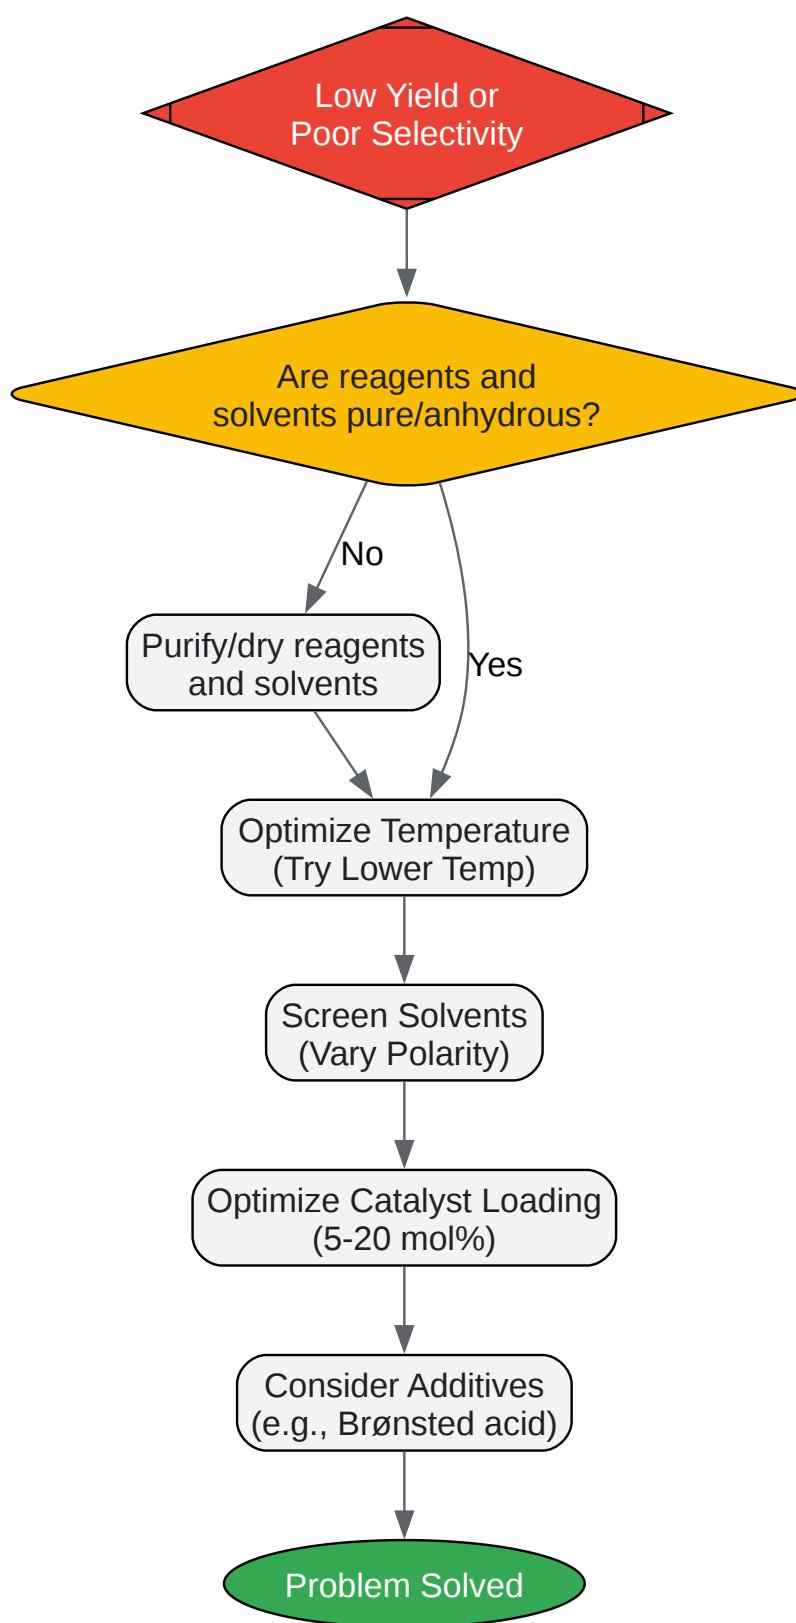 Low Yield or
Poor Selectivity
Are reagents and
solvents pure/anhydrous?
No
Purify/dry reagents
and solvents
Yes
Optimize Temperature
(Try Lower Temp)
Screen Solvents
(Vary Polarity)
Optimize Catalyst Loading
(5-20 mol%)
Consider Additives
(e.g., Brønsted acid)
Problem Solved